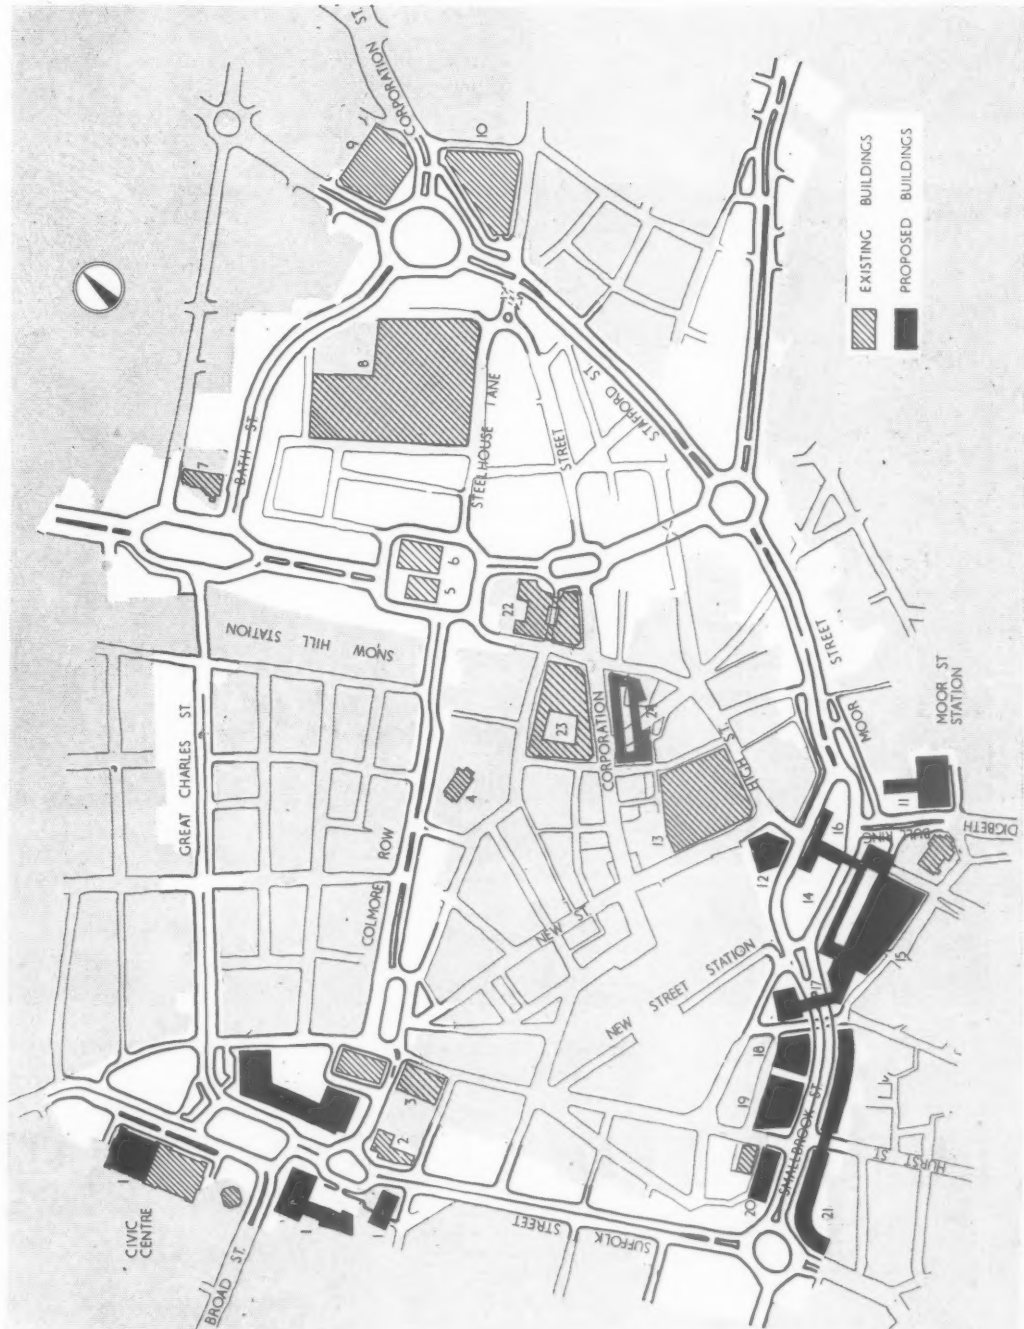 CORPORATION ST.
9
10
8
7
BATH ST.
STEELHOUSE LANE
STREET
STAFFORD ST
EXISTING BUILDINGS
PROPOSED BUILDINGS
6
5
22
SNOW HILL STATION
GREAT CHARLES ST.
23
CORPORATION
24
4
COLMORE ROW
13
HIGH ST.
STREET
MOOR
MOOR ST
STATION
11
BULL RING
DIGBETH
12
16
14
15
17
NEW ST
NEW STREET STATION
18
19
SMALLBROOK ST
20
21
HURST ST.
3
2
1
1
1
CIVIC
CENTRE
BROAD ST.
SUFFOLK STREET